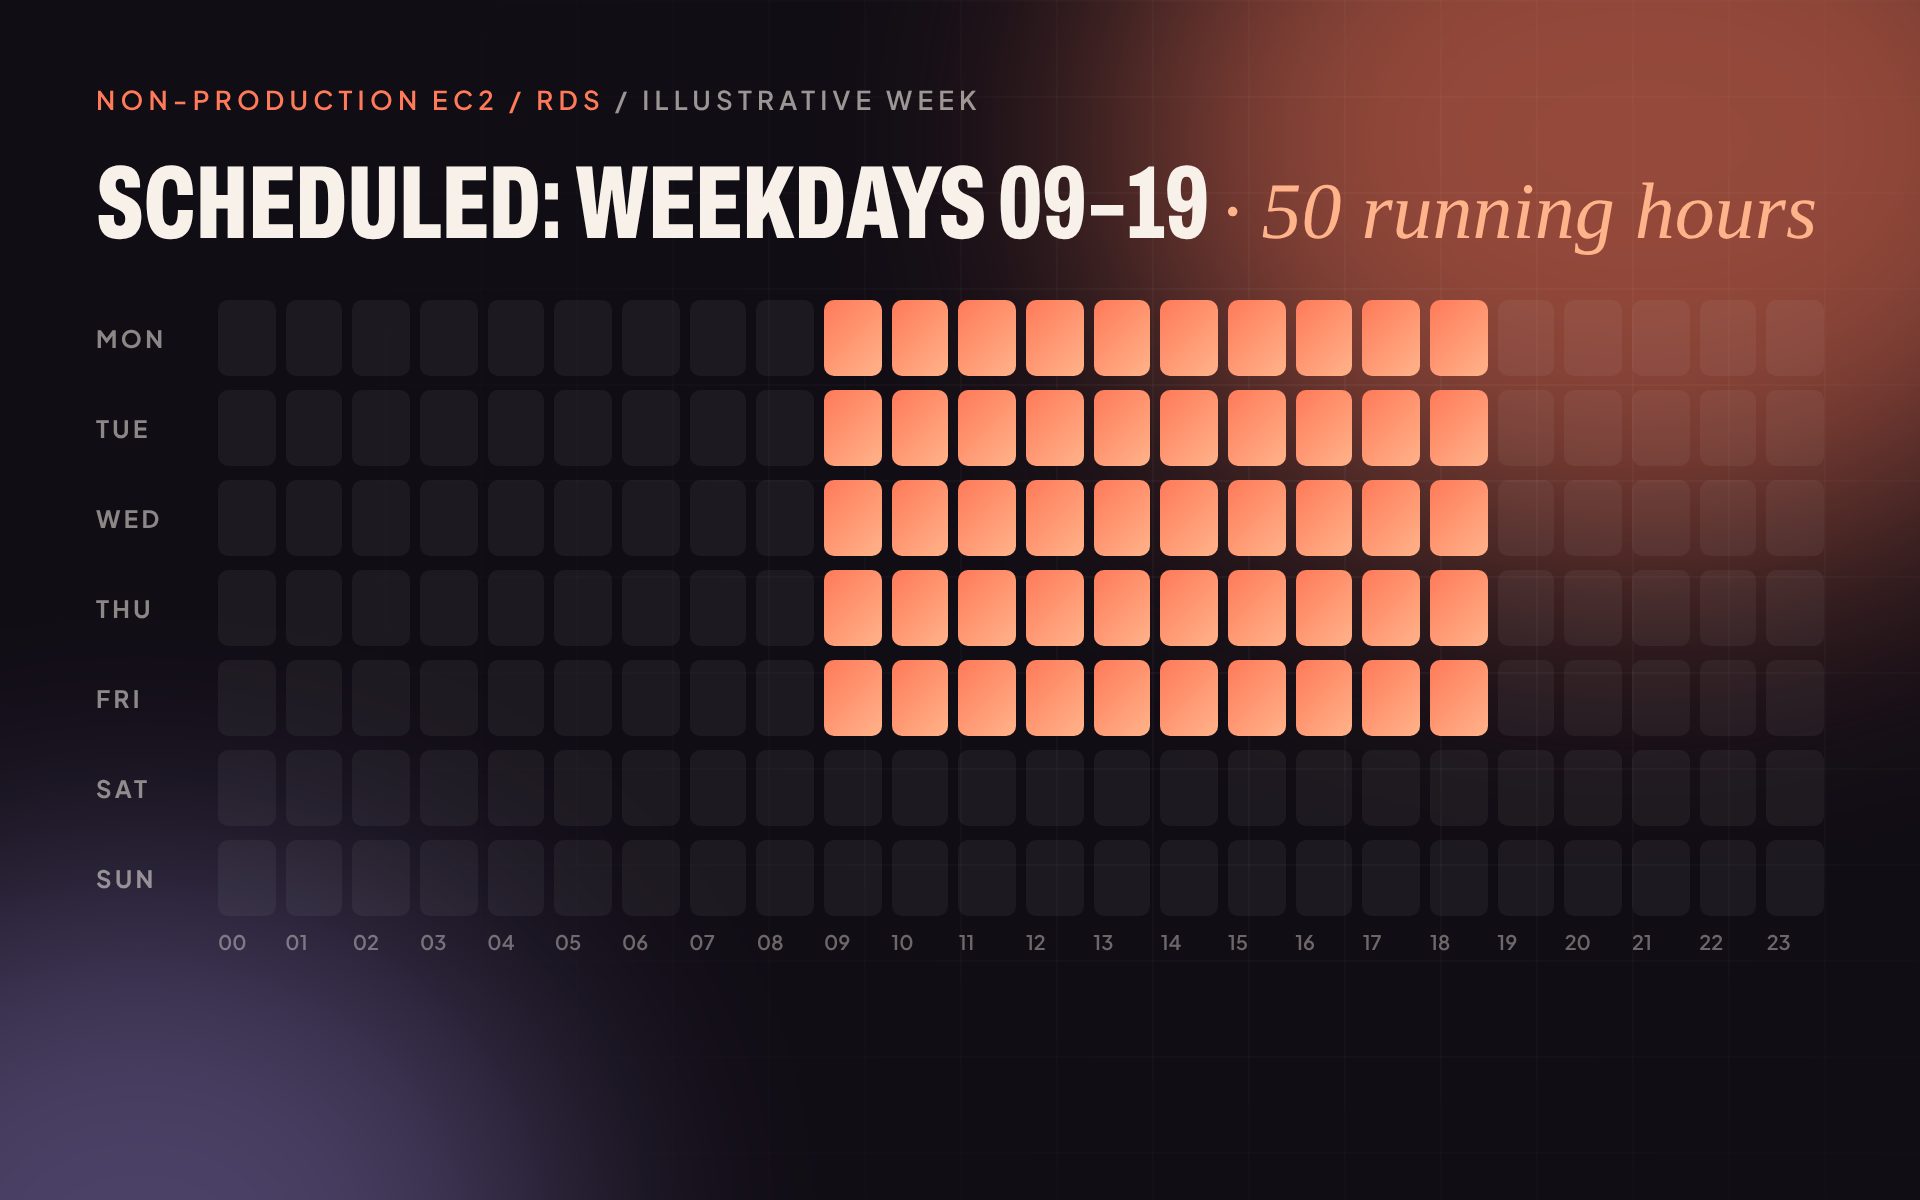 NON-PRODUCTION EC2 / RDS / ILLUSTRATIVE WEEK
SCHEDULED: WEEKDAYS 09–19 · 50 running hours
MON
TUE
WED
THU
FRI
SAT
SUN
00 01 02 03 04 05 06 07 08 09 10 11 12 13 14 15 16 17 18 19 20 21 22 23